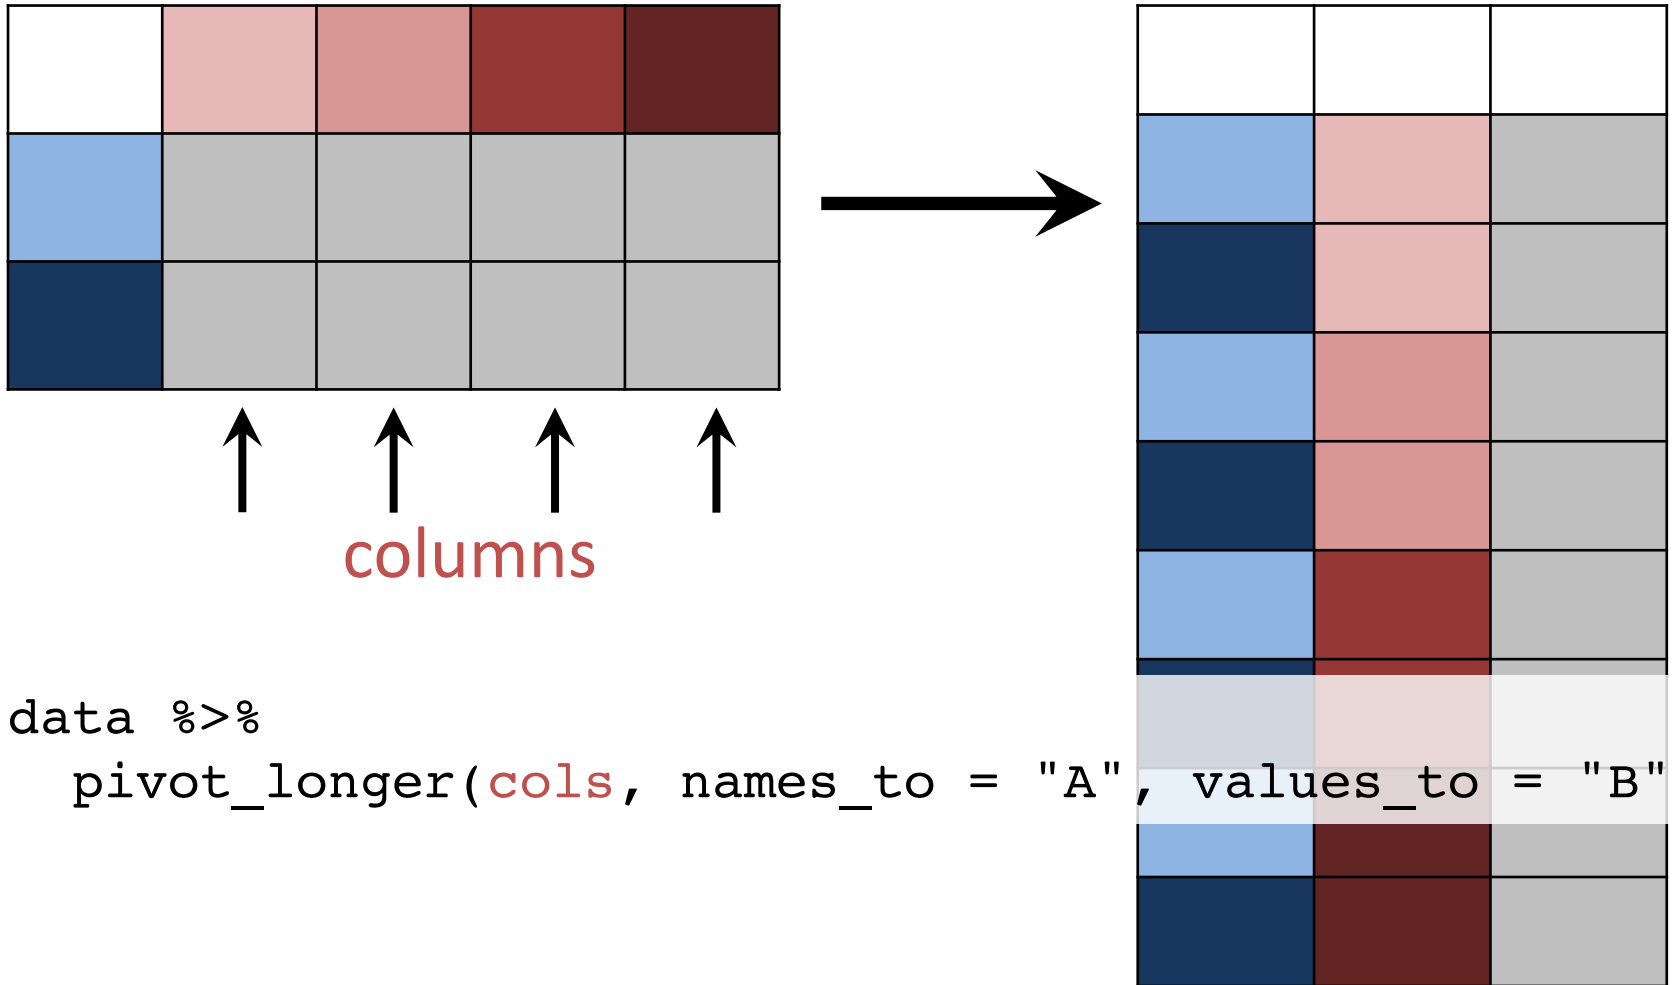 columns
data %>%
  pivot_longer(cols, names_to = "A", values_to = "B"